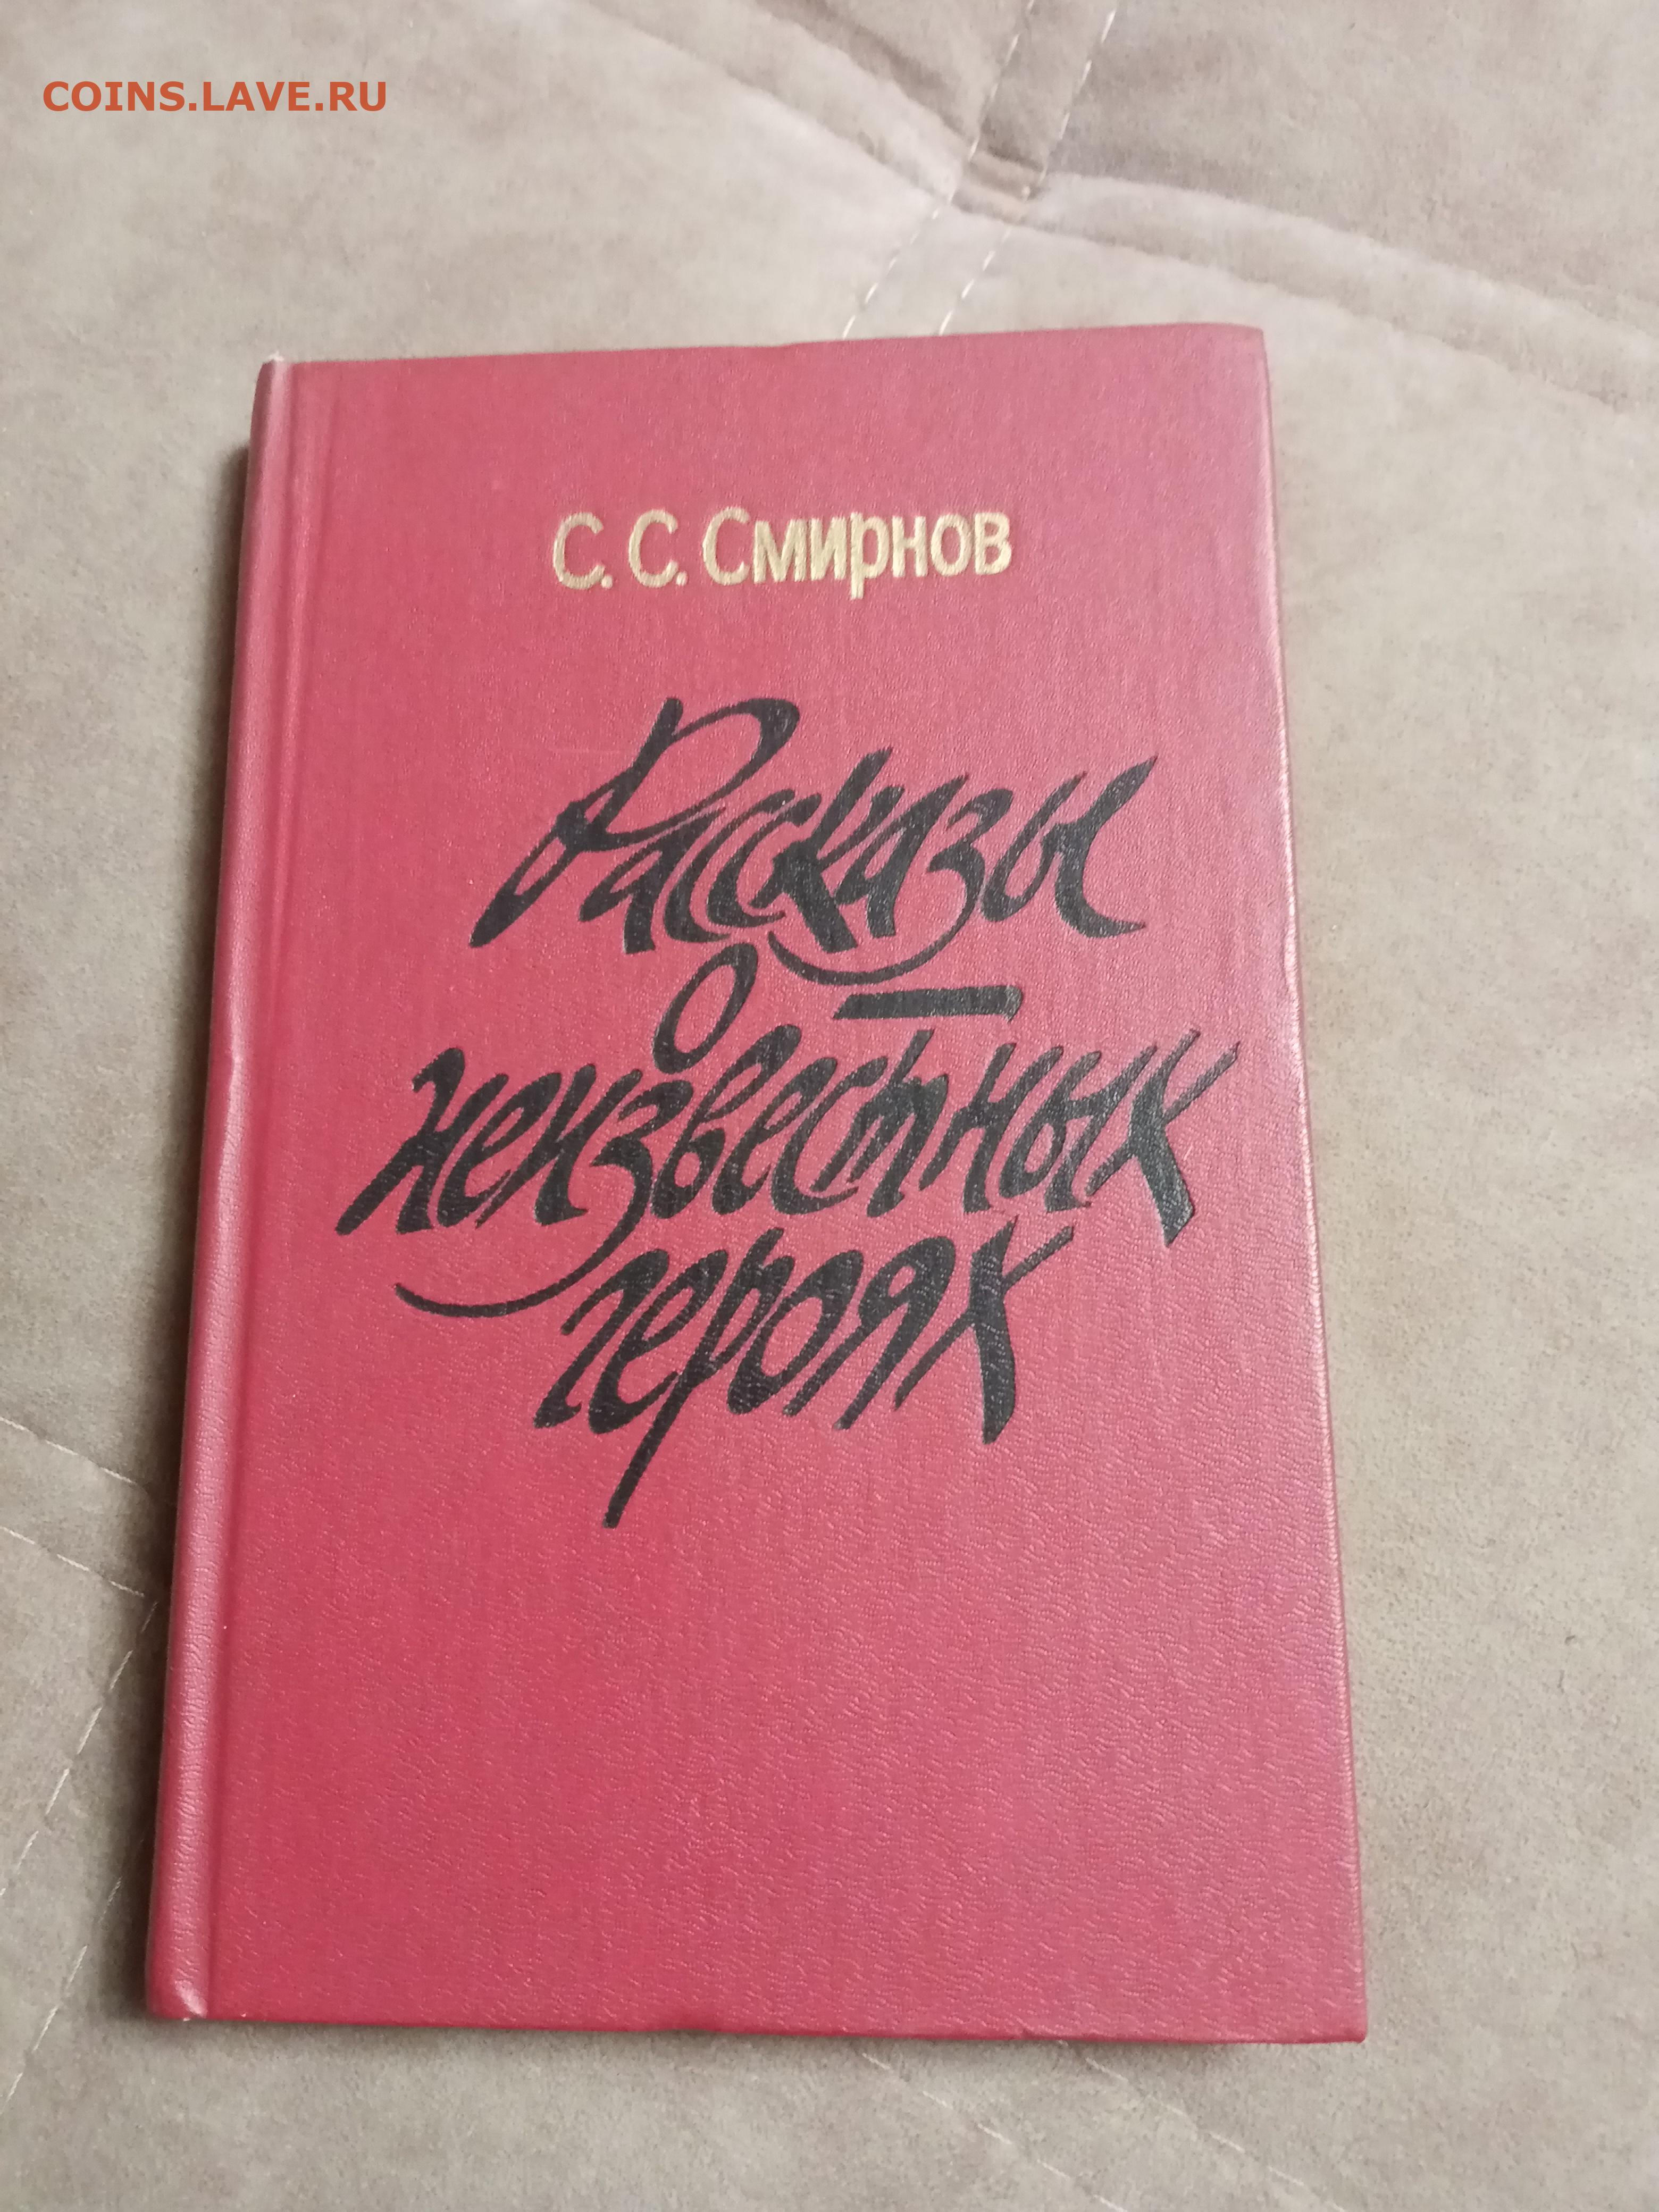 COINS.LAVE.RU
С. С. Смирнов
Рассказы
о
неизвестных
героях